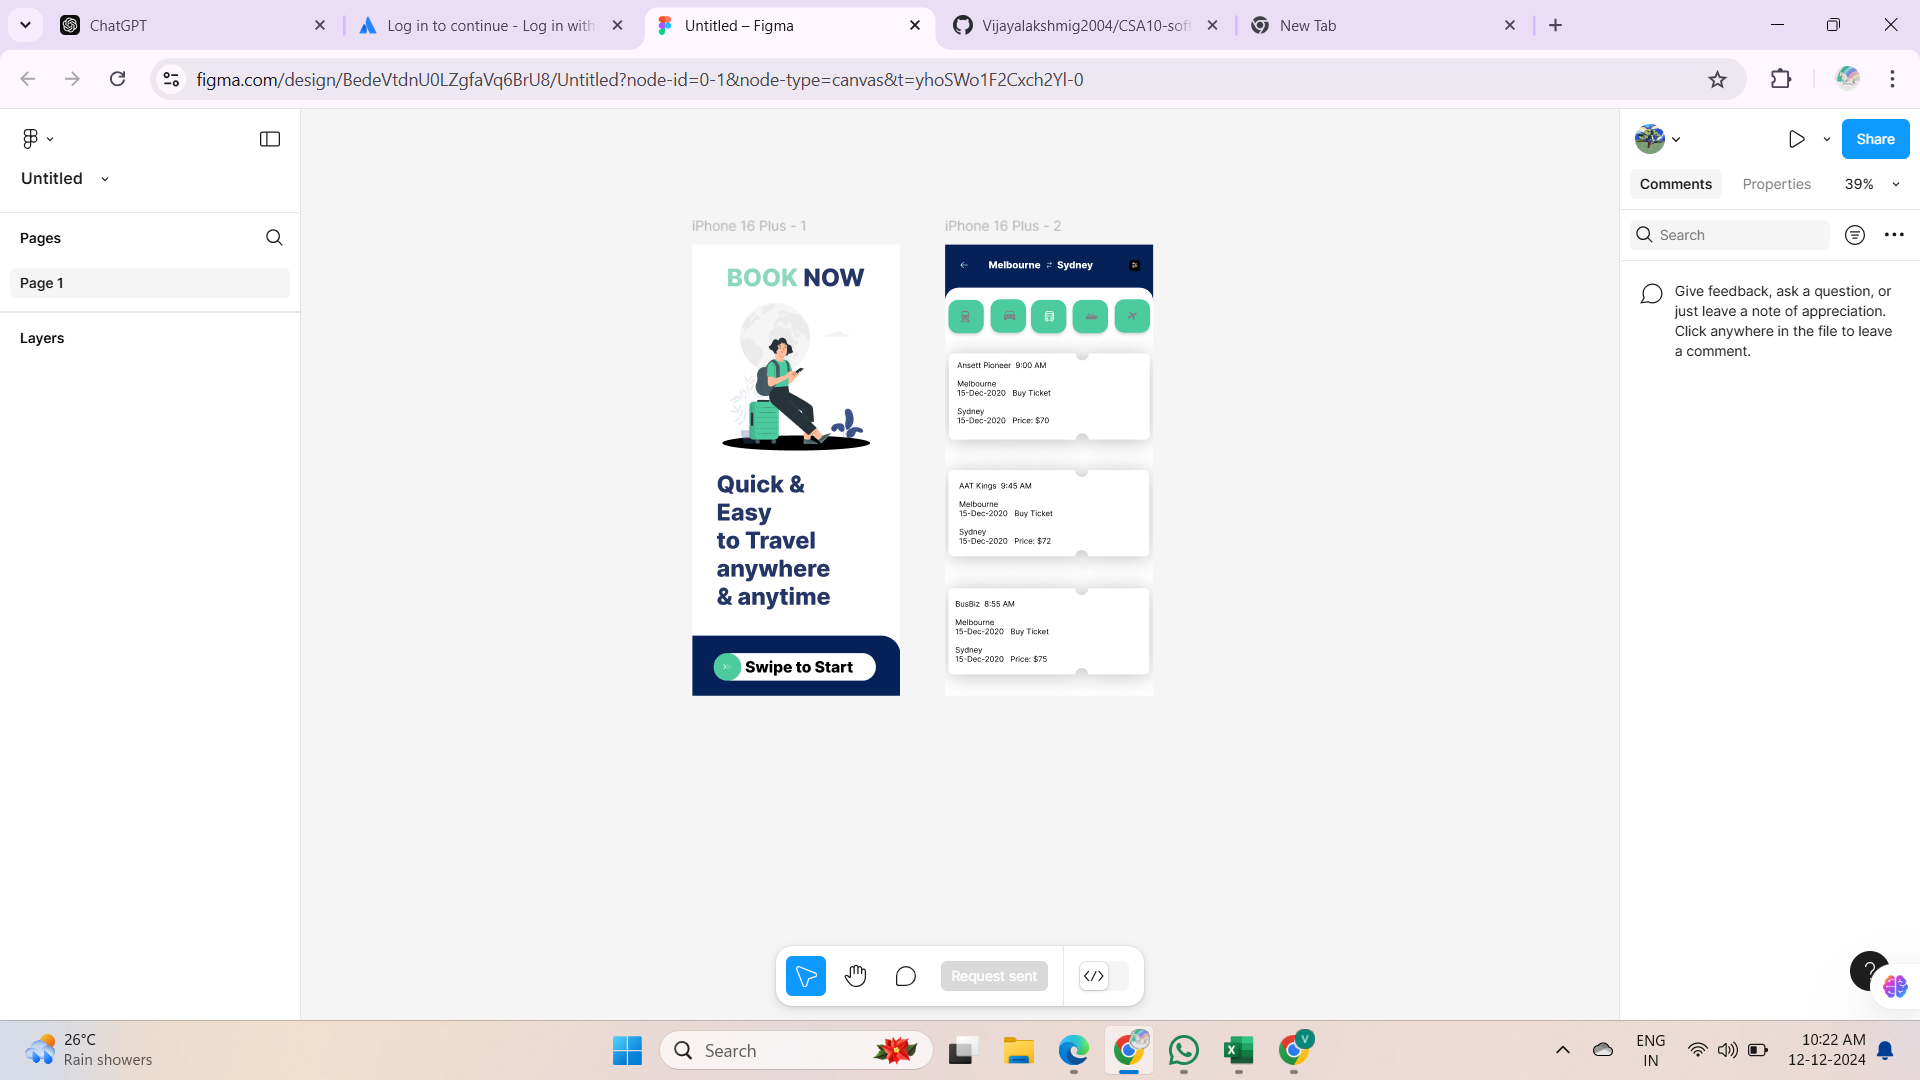 ChatGPT
Log in to continue - Log in with
Untitled – Figma
Vijayalakshmig2004/CSA10-soft
New Tab
figma.com/design/BedeVtdnU0LZgfaVq6BrU8/Untitled?node-id=0-1&node-type=canvas&t=yhoSWo1F2Cxch2Yl-0
Untitled
Pages
Page 1
Layers
iPhone 16 Plus - 1
BOOK NOW
Quick &
Easy
to Travel
anywhere
& anytime
Swipe to Start
iPhone 16 Plus - 2
Melbourne ⇄ Sydney
Ansett Pioneer 9:00 AM
Melbourne
15-Dec-2020 Buy Ticket
Sydney
15-Dec-2020 Price: $70
AAT Kings 9:45 AM
Melbourne
15-Dec-2020 Buy Ticket
Sydney
15-Dec-2020 Price: $72
BusBiz 8:55 AM
Melbourne
15-Dec-2020 Buy Ticket
Sydney
15-Dec-2020 Price: $75
Share
Comments Properties 39%
Search
Give feedback, ask a question, or
just leave a note of appreciation.
Click anywhere in the file to leave
a comment.
Request sent
?
26°C
Rain showers
Search
V
ENG
IN
10:22 AM
12-12-2024